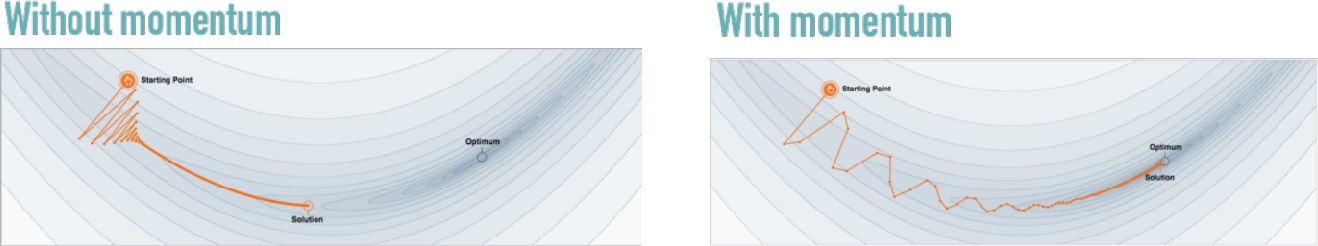 Without momentum
Starting Point
Optimum
Solution
With momentum
Starting Point
Optimum
Solution